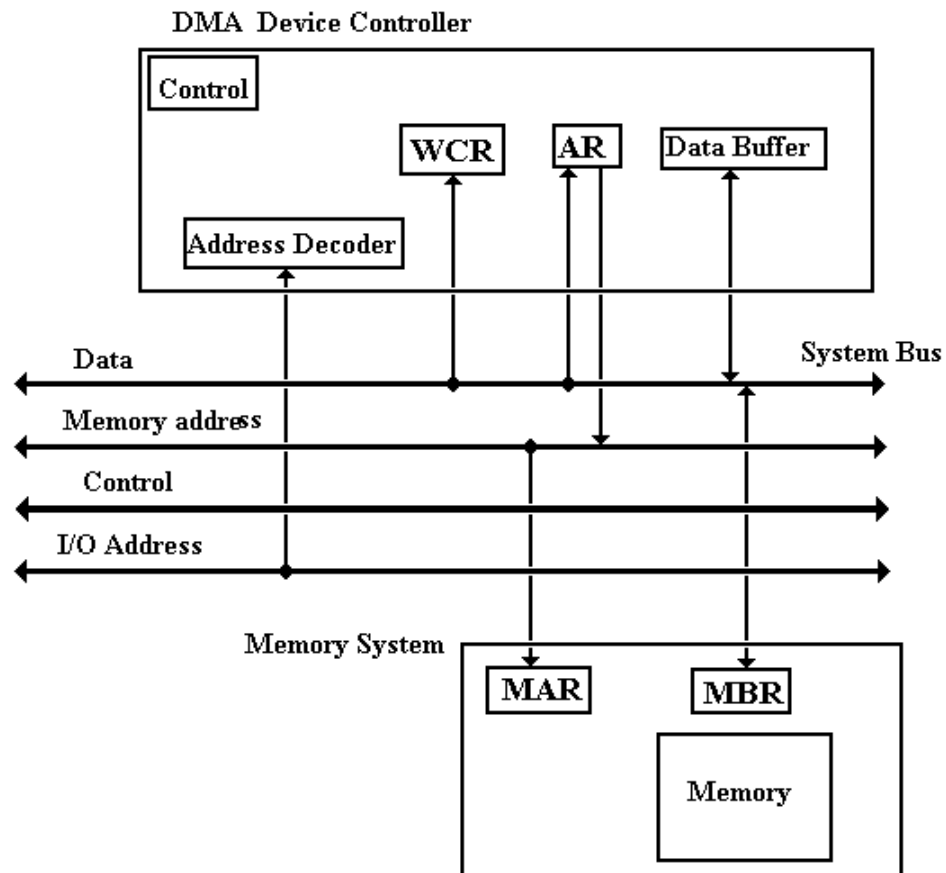 DMA Device Controller
Control
WCR
AR
Data Buffer
Address Decoder
Data
System Bus
Memory address
Control
I/O Address
Memory System
MAR
MBR
Memory